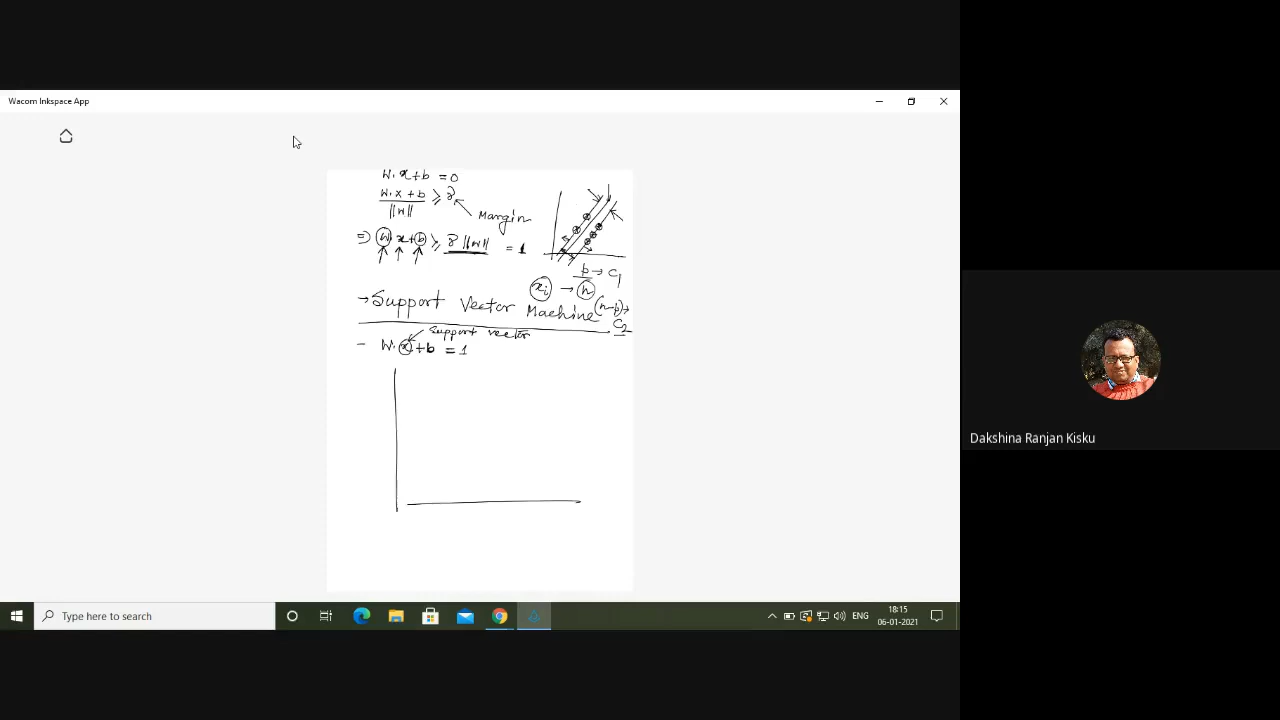 Wacom Inkspace App
W. x + b = 0
W. x + b / ||W|| ≥ γ
Margin
⇒ W. x + b ≥ γ ||W|| = 1
p → C1
xi → n
→ Support Vector Machine (n-p) →
C2
Support vector
- W. x + b = 1
Dakshina Ranjan Kisku
Type here to search
ENG
18:15
06-01-2021